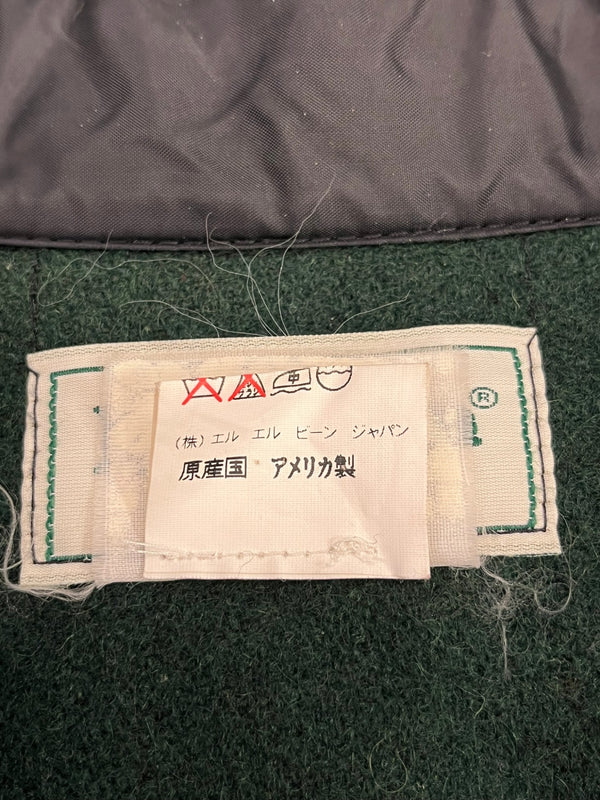 ®
中
(株) エル エル ビーン ジャパン
原産国 アメリカ製